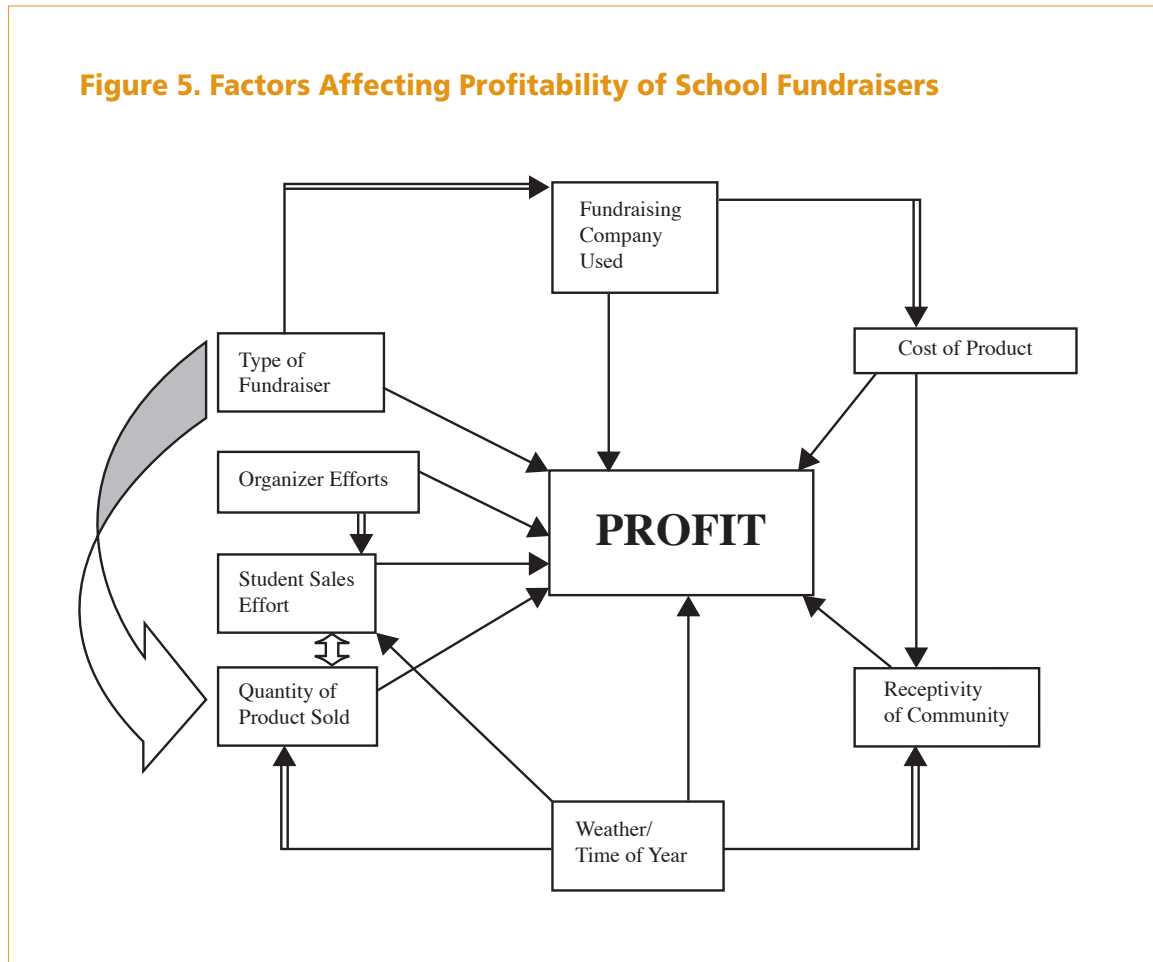 Figure 5. Factors Affecting Profitability of School Fundraisers
Fundraising
Company
Used
Type of
Fundraiser
Cost of Product
Organizer Efforts
PROFIT
Student Sales
Effort
Quantity of
Product Sold
Receptivity
of Community
Weather/
Time of Year